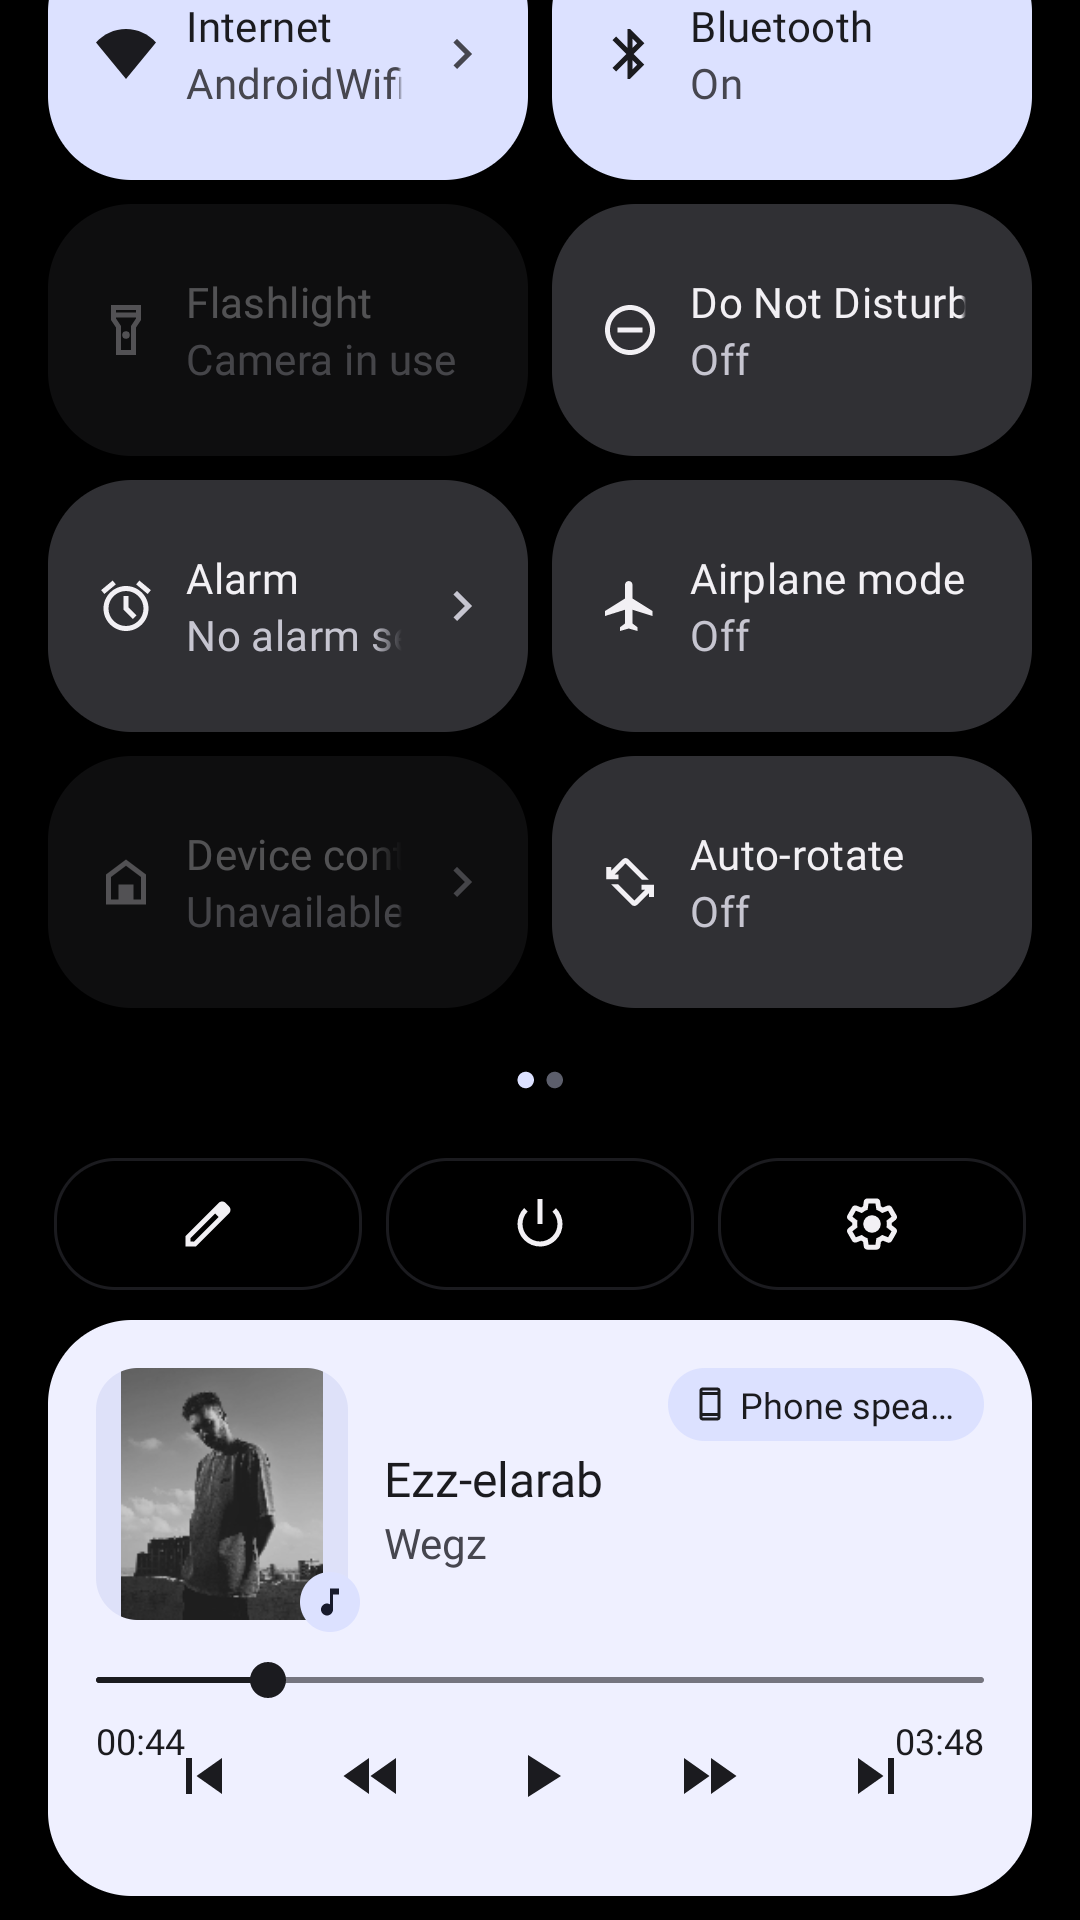 Internet
AndroidWifi
Bluetooth
On
Flashlight
Camera in use
Do Not Disturb
Off
Alarm
No alarm se
Airplane mode
Off
Device cont
Unavailable
Auto-rotate
Off
Phone spea...
Ezz-elarab
Wegz
00:44
03:48